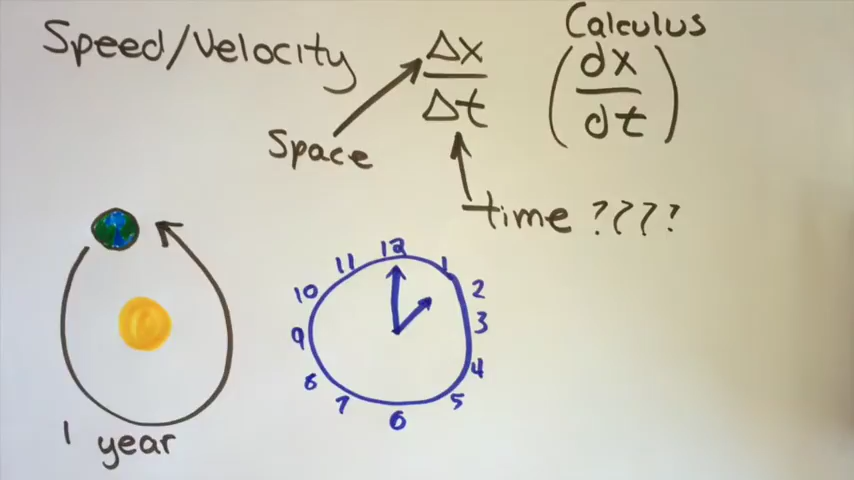 Speed/Velocity
Δx
Δt
Calculus
(dx
dt)
Space
time ????
12
11
1
10
2
9
3
8
4
7
5
6
1 year